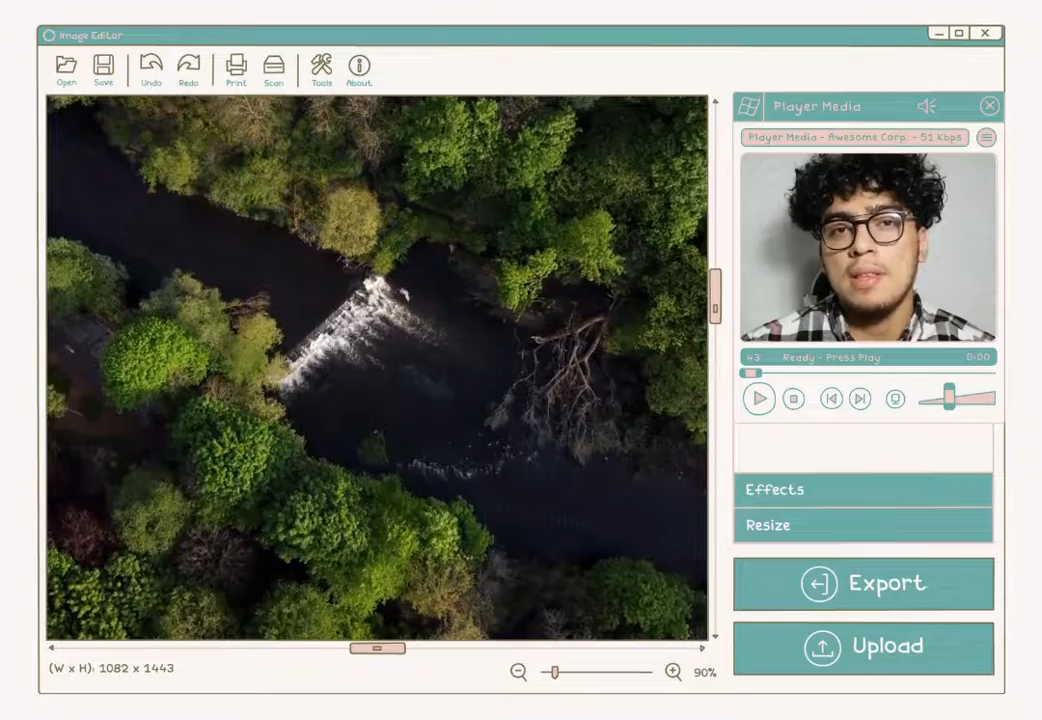 Image Editor
Open Save Undo Redo Print Scan Tools About
Player Media
Player Media - Awesome Corp. - 51 Kbps
43 Ready - Press Play 0:00
Effects
Resize
Export
Upload
(W x H): 1082 x 1443
90%